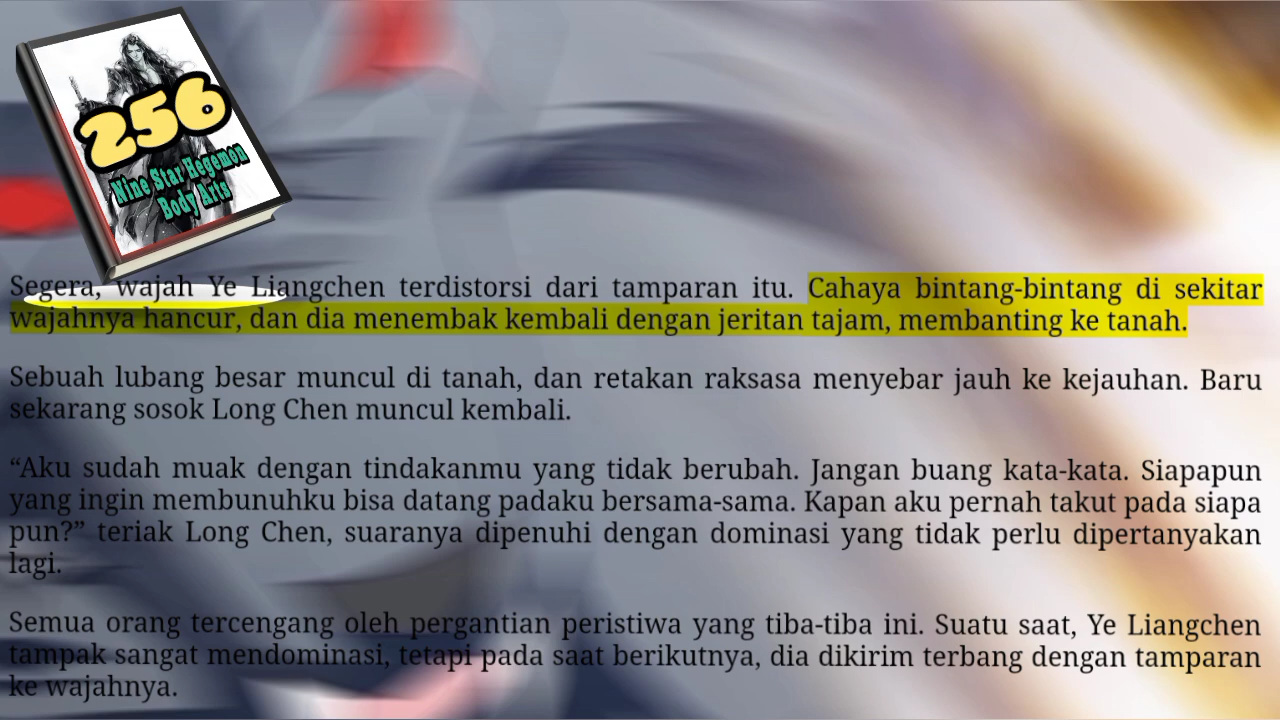 256
Nine Star Hegemon
Body Arts
Segera, wajah Ye Liangchen terdistorsi dari tamparan itu. Cahaya bintang-bintang di sekitar
wajahnya hancur, dan dia menembak kembali dengan jeritan tajam, membanting ke tanah.
Sebuah lubang besar muncul di tanah, dan retakan raksasa menyebar jauh ke kejauhan. Baru
sekarang sosok Long Chen muncul kembali.
“Aku sudah muak dengan tindakanmu yang tidak berubah. Jangan buang kata-kata. Siapapun
yang ingin membunuhku bisa datang padaku bersama-sama. Kapan aku pernah takut pada siapa
pun?” teriak Long Chen, suaranya dipenuhi dengan dominasi yang tidak perlu dipertanyakan
lagi.
Semua orang tercengang oleh pergantian peristiwa yang tiba-tiba ini. Suatu saat, Ye Liangchen
tampak sangat mendominasi, tetapi pada saat berikutnya, dia dikirim terbang dengan tamparan
ke wajahnya.